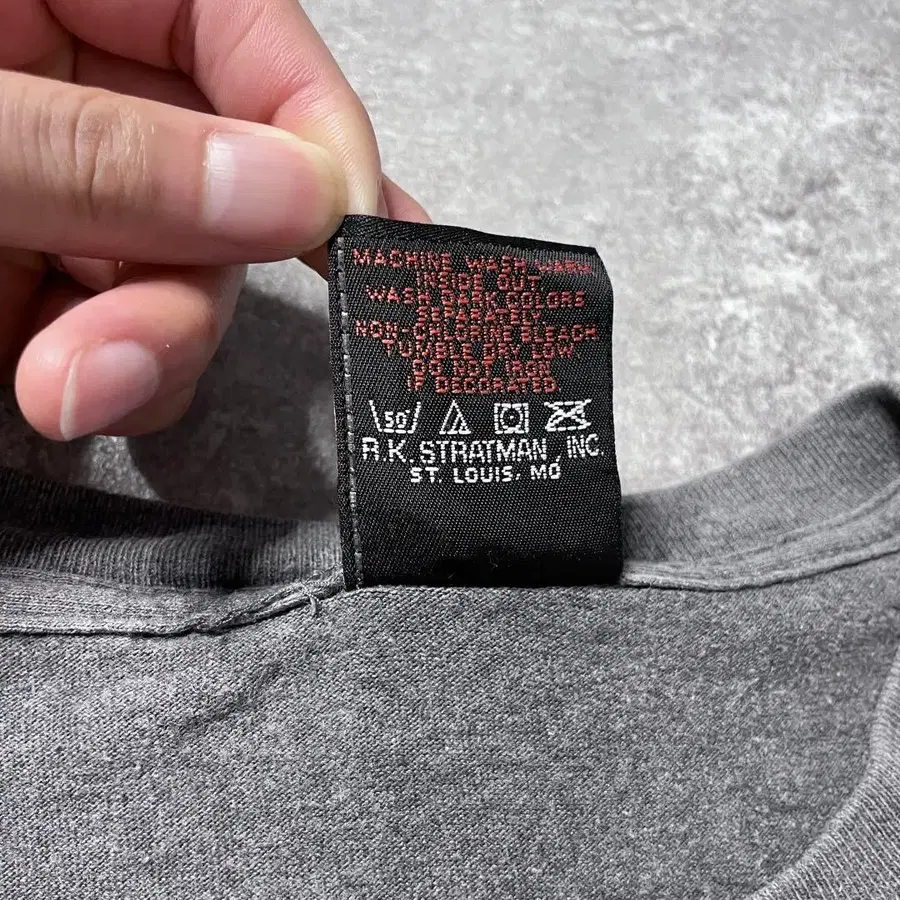 MACHINE WASH WARM
INSIDE OUT
WASH DARK COLORS
SEPARATELY
NON-CHLORINE BLEACH
TUMBLE DRY LOW
DO NOT IRON
IF DECORATED
50°
R.K. STRATMAN, INC.
ST. LOUIS, MO